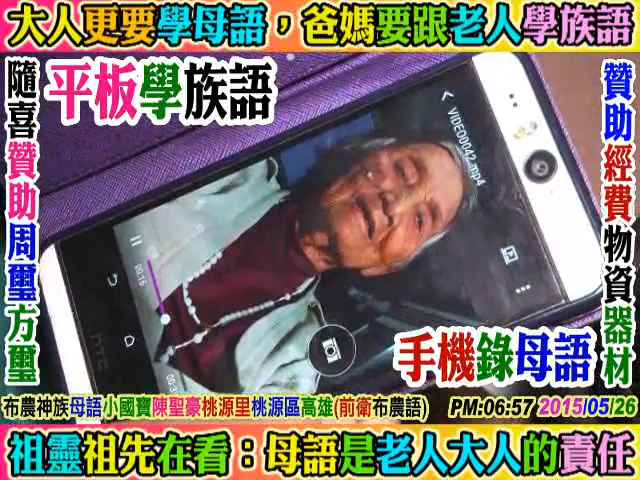 大人更要學母語，爸媽要跟老人學族語
隨喜贊助周璽方璽
平板學族語
贊助經費物資器材
VIDEO0042.mp4
00:16
htc
手機錄母語
布農神族母語小國寶陳聖豪桃源里桃源區高雄(前衛布農語) PM:06:57 2015/05/26
祖靈祖先在看：母語是老人大人的責任